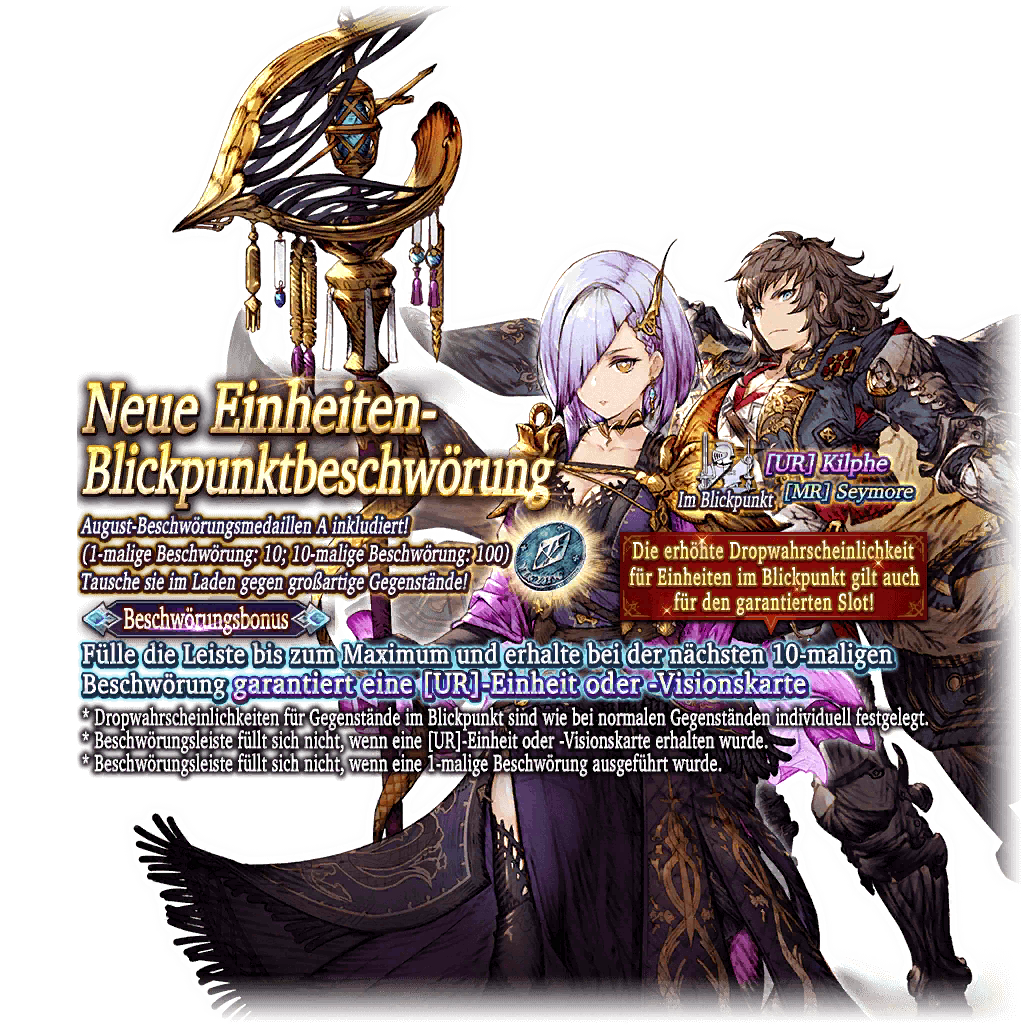 Neue Einheiten-
Blickpunktbeschwörung
[UR] Kilphe
Im Blickpunkt [MR] Seymore
August-Beschwörungsmedaillen A inkludiert!
(1-malige Beschwörung: 10; 10-malige Beschwörung: 100)
Tausche sie im Laden gegen großartige Gegenstände!
Die erhöhte Dropwahrscheinlichkeit
für Einheiten im Blickpunkt gilt auch
für den garantierten Slot!
Beschwörungsbonus
Fülle die Leiste bis zum Maximum und erhalte bei der nächsten 10-maligen
Beschwörung garantiert eine [UR]-Einheit oder -Visionskarte
* Dropwahrscheinlichkeiten für Gegenstände im Blickpunkt sind wie bei normalen Gegenständen individuell festgelegt.
* Beschwörungsleiste füllt sich nicht, wenn eine [UR]-Einheit oder -Visionskarte erhalten wurde.
* Beschwörungsleiste füllt sich nicht, wenn eine 1-malige Beschwörung ausgeführt wurde.